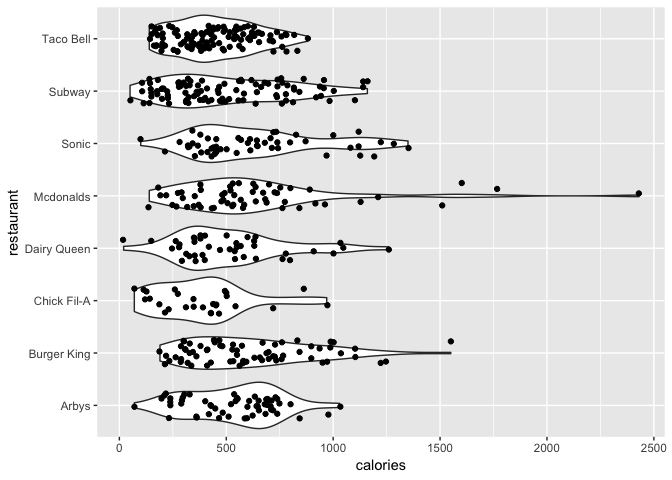 restaurant
Taco Bell
Subway
Sonic
Mcdonalds
Dairy Queen
Chick Fil-A
Burger King
Arbys
0 500 1000 1500 2000 2500
calories